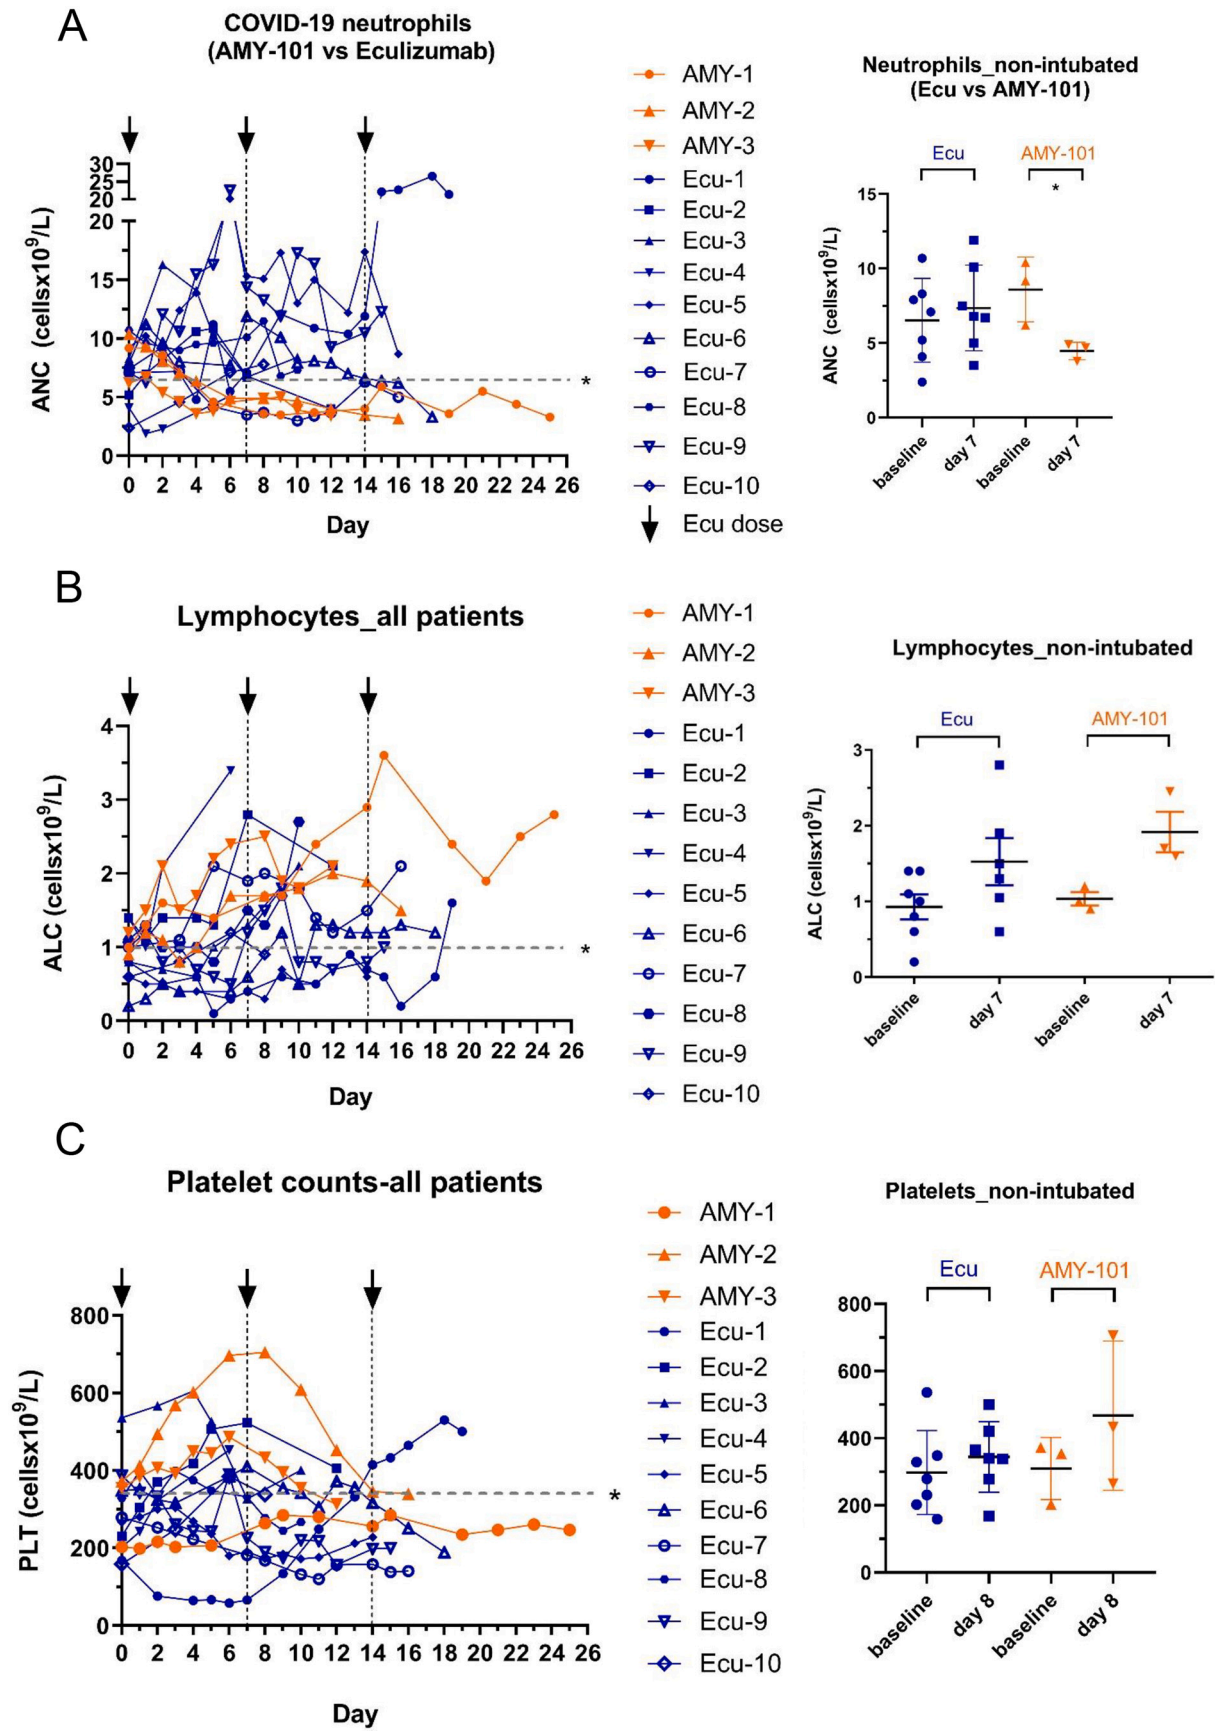 A
COVID-19 neutrophils
(AMY-101 vs Eculizumab)
ANC (cellsx10⁹/L)
30
25
20
20
15
10
5
0
*
0 2 4 6 8 10 12 14 16 18 20 22 24 26
Day
AMY-1
AMY-2
AMY-3
Ecu-1
Ecu-2
Ecu-3
Ecu-4
Ecu-5
Ecu-6
Ecu-7
Ecu-8
Ecu-9
Ecu-10
Ecu dose
Neutrophils_non-intubated
(Ecu vs AMY-101)
Ecu AMY-101
*
ANC (cellsx10⁹/L)
15
10
5
0
baseline day 7 baseline day 7
B
Lymphocytes_all patients
ALC (cellsx10⁹/L)
4
3
2
1
0
*
0 2 4 6 8 10 12 14 16 18 20 22 24 26
Day
AMY-1
AMY-2
AMY-3
Ecu-1
Ecu-2
Ecu-3
Ecu-4
Ecu-5
Ecu-6
Ecu-7
Ecu-8
Ecu-9
Ecu-10
Lymphocytes_non-intubated
Ecu AMY-101
ALC (cellsx10⁹/L)
3
2
1
0
baseline day 7 baseline day 7
C
Platelet counts-all patients
PLT (cellsx10⁹/L)
800
600
400
200
0
*
0 2 4 6 8 10 12 14 16 18 20 22 24 26
Day
AMY-1
AMY-2
AMY-3
Ecu-1
Ecu-2
Ecu-3
Ecu-4
Ecu-5
Ecu-6
Ecu-7
Ecu-8
Ecu-9
Ecu-10
Platelets_non-intubated
Ecu AMY-101
800
600
400
200
0
baseline day 8 baseline day 8